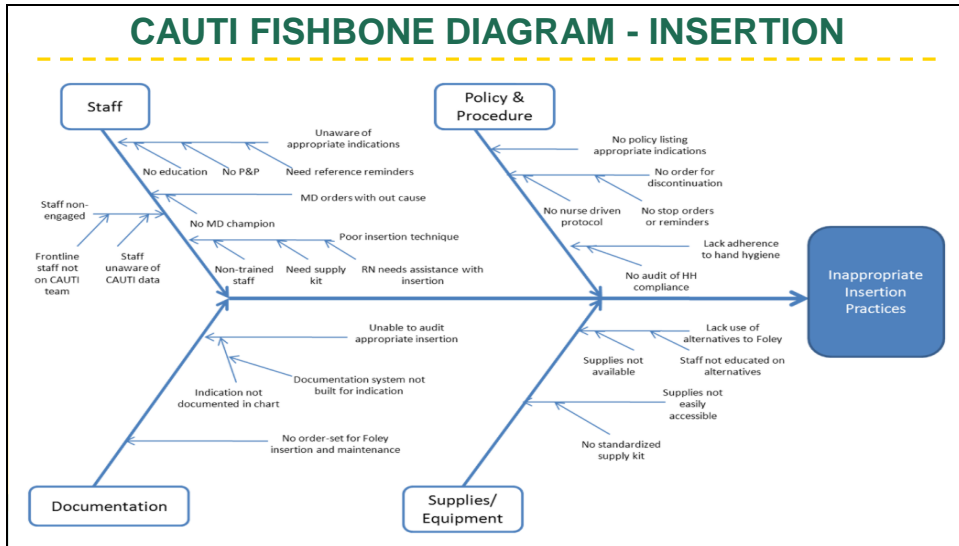 CAUTI FISHBONE DIAGRAM - INSERTION
Staff
Unaware of
appropriate indications
No education
No P&P
Need reference reminders
MD orders with out cause
No MD champion
Staff non-
engaged
Frontline
staff not
on CAUTI
team
Staff
unaware of
CAUTI data
Poor insertion technique
Non-trained
staff
Need supply
kit
RN needs assistance with
insertion
Policy &
Procedure
No policy listing
appropriate indications
No order for
discontinuation
No nurse driven
protocol
No stop orders
or reminders
Lack adherence
to hand hygiene
No audit of HH
compliance
Inappropriate
Insertion
Practices
Unable to audit
appropriate insertion
Indication not
documented in chart
Documentation system not
built for indication
No order-set for Foley
insertion and maintenance
Documentation
Lack use of
alternatives to Foley
Supplies not
available
Staff not educated on
alternatives
Supplies not
easily
accessible
No standardized
supply kit
Supplies/
Equipment